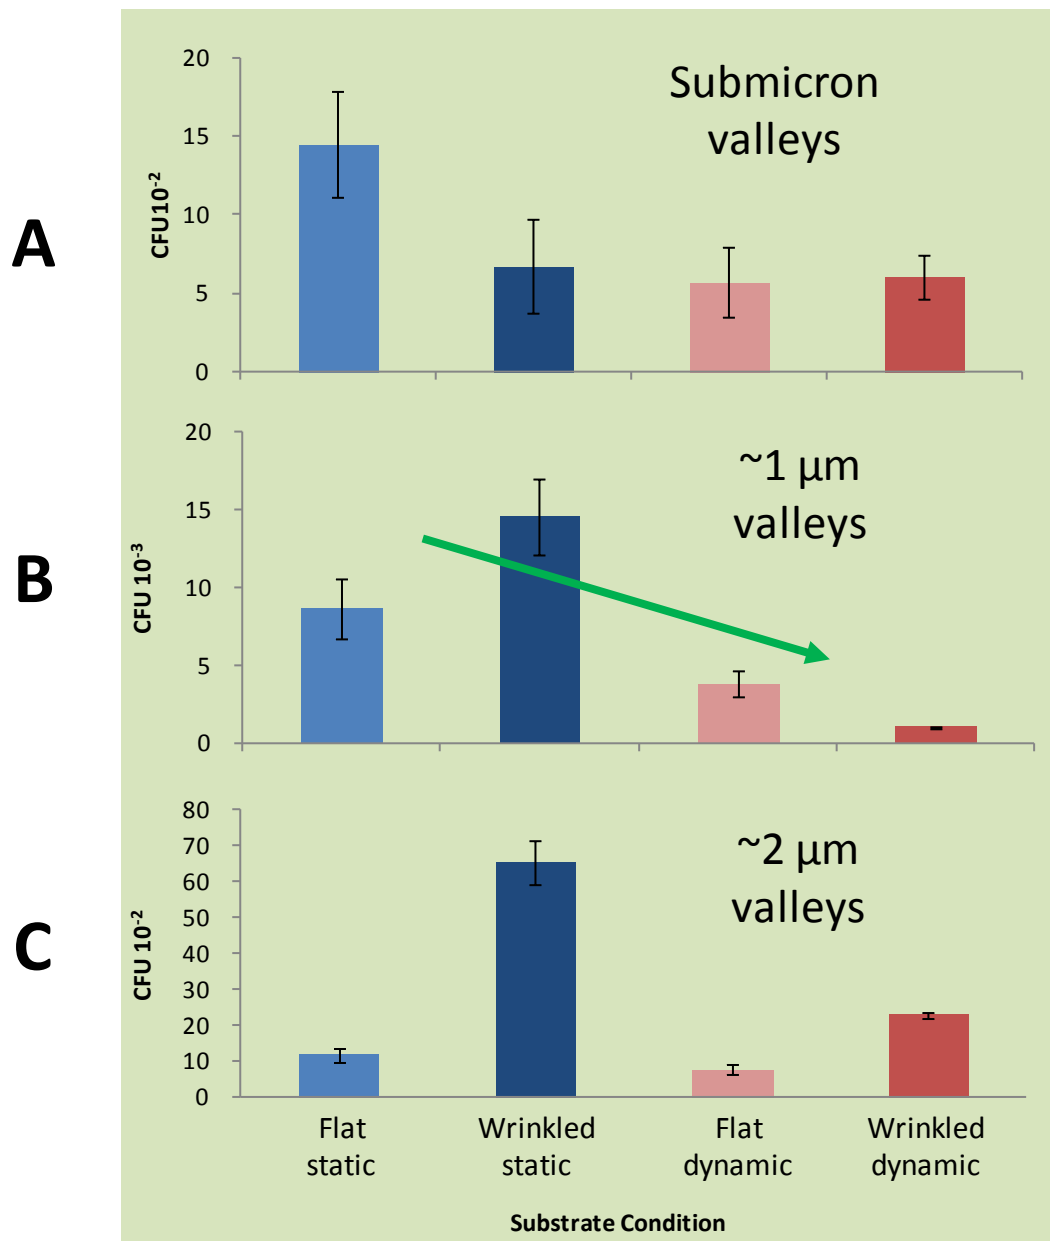 A
CFU10-2
20
15
10
5
0
Submicron
valleys
B
CFU 10-3
20
15
10
5
0
~1 µm
valleys
C
CFU 10-2
80
70
60
50
40
30
20
10
0
~2 µm
valleys
Flat
static
Wrinkled
static
Flat
dynamic
Wrinkled
dynamic
Substrate Condition